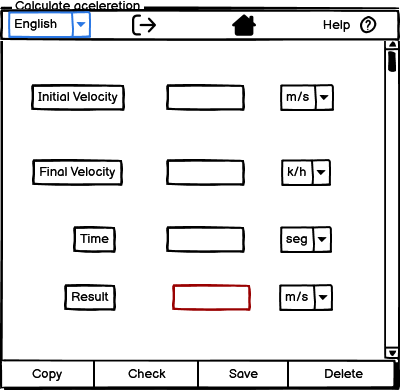 Calculate aceleretion
English
Help ?
Initial Velocity
m/s
Final Velocity
k/h
Time
seg
Result
m/s
Copy
Check
Save
Delete